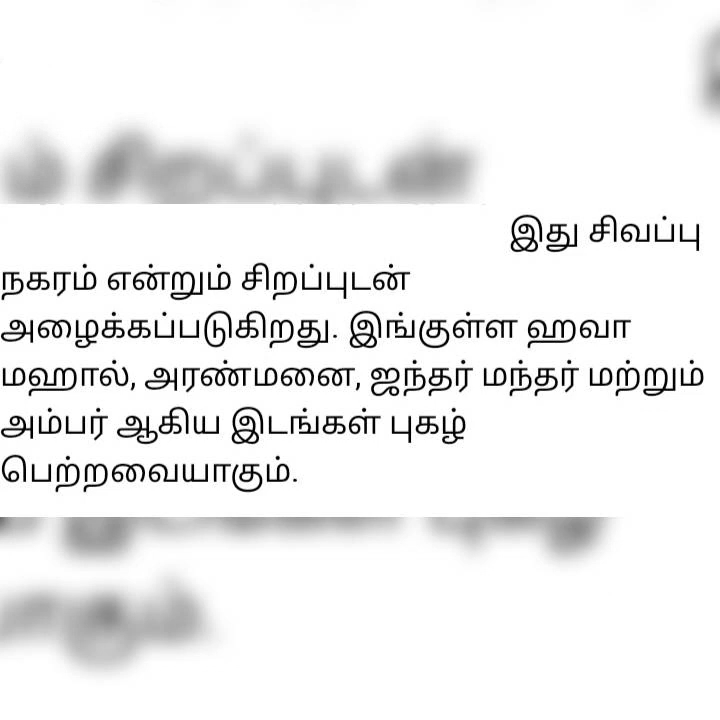 இது சிவப்பு
நகரம் என்றும் சிறப்புடன்
அழைக்கப்படுகிறது. இங்குள்ள ஹவா
மஹால், அரண்மனை, ஜந்தர் மந்தர் மற்றும்
அம்பர் ஆகிய இடங்கள் புகழ்
பெற்றவையாகும்.